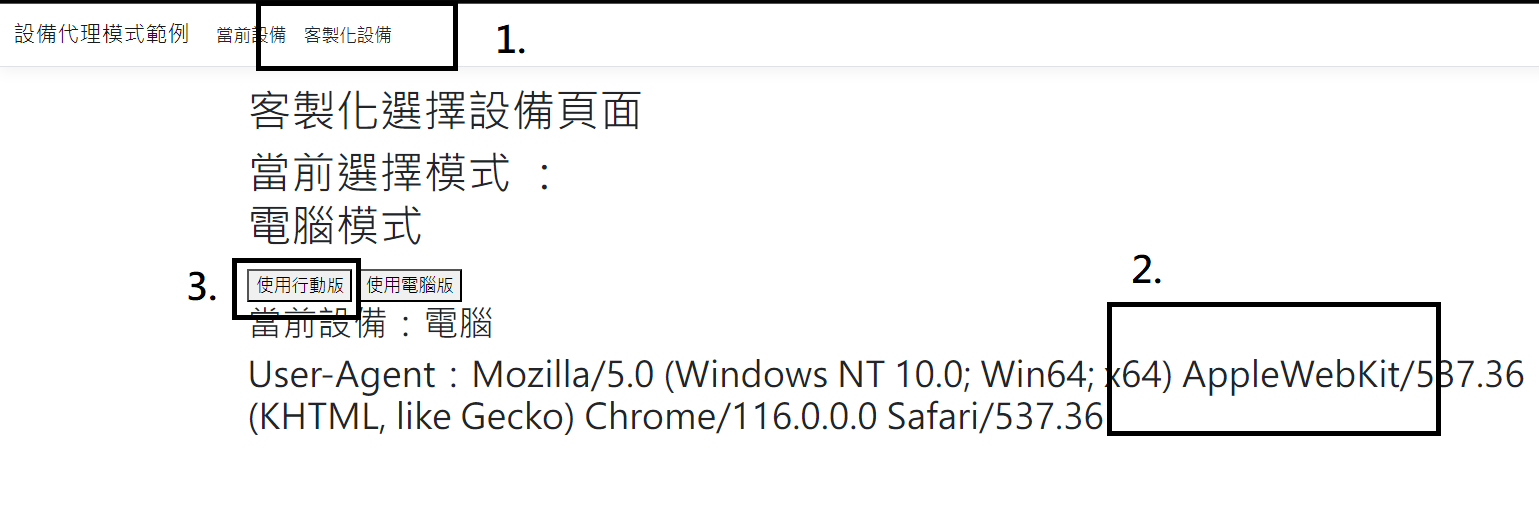 設備代理模式範例 當前設備 客製化設備
1.
客製化選擇設備頁面
當前選擇模式 :
電腦模式
2.
3.
使用行動版 使用電腦版
當前設備:電腦
User-Agent:Mozilla/5.0 (Windows NT 10.0; Win64; x64) AppleWebKit/537.36
(KHTML, like Gecko) Chrome/116.0.0.0 Safari/537.36